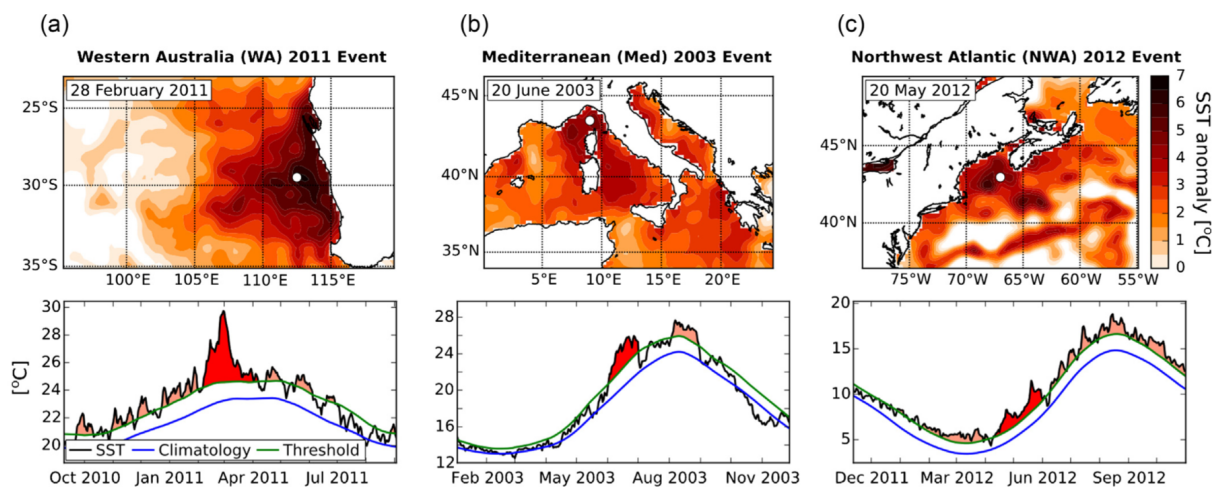 (a)
Western Australia (WA) 2011 Event
28 February 2011
25°S
30°S
35°S
100°E 105°E 110°E 115°E
(b)
Mediterranean (Med) 2003 Event
20 June 2003
45°N
40°N
35°N
5°E 10°E 15°E 20°E
(c)
Northwest Atlantic (NWA) 2012 Event
20 May 2012
45°N
40°N
75°W 70°W 65°W 60°W 55°W
7
6
5
4
3
2
1
0
SST anomaly [°C]
[°C]
30
28
26
24
22
20
SST Climatology Threshold
Oct 2010 Jan 2011 Apr 2011 Jul 2011
28
24
20
16
12
Feb 2003 May 2003 Aug 2003 Nov 2003
20
15
10
5
Dec 2011 Mar 2012 Jun 2012 Sep 2012